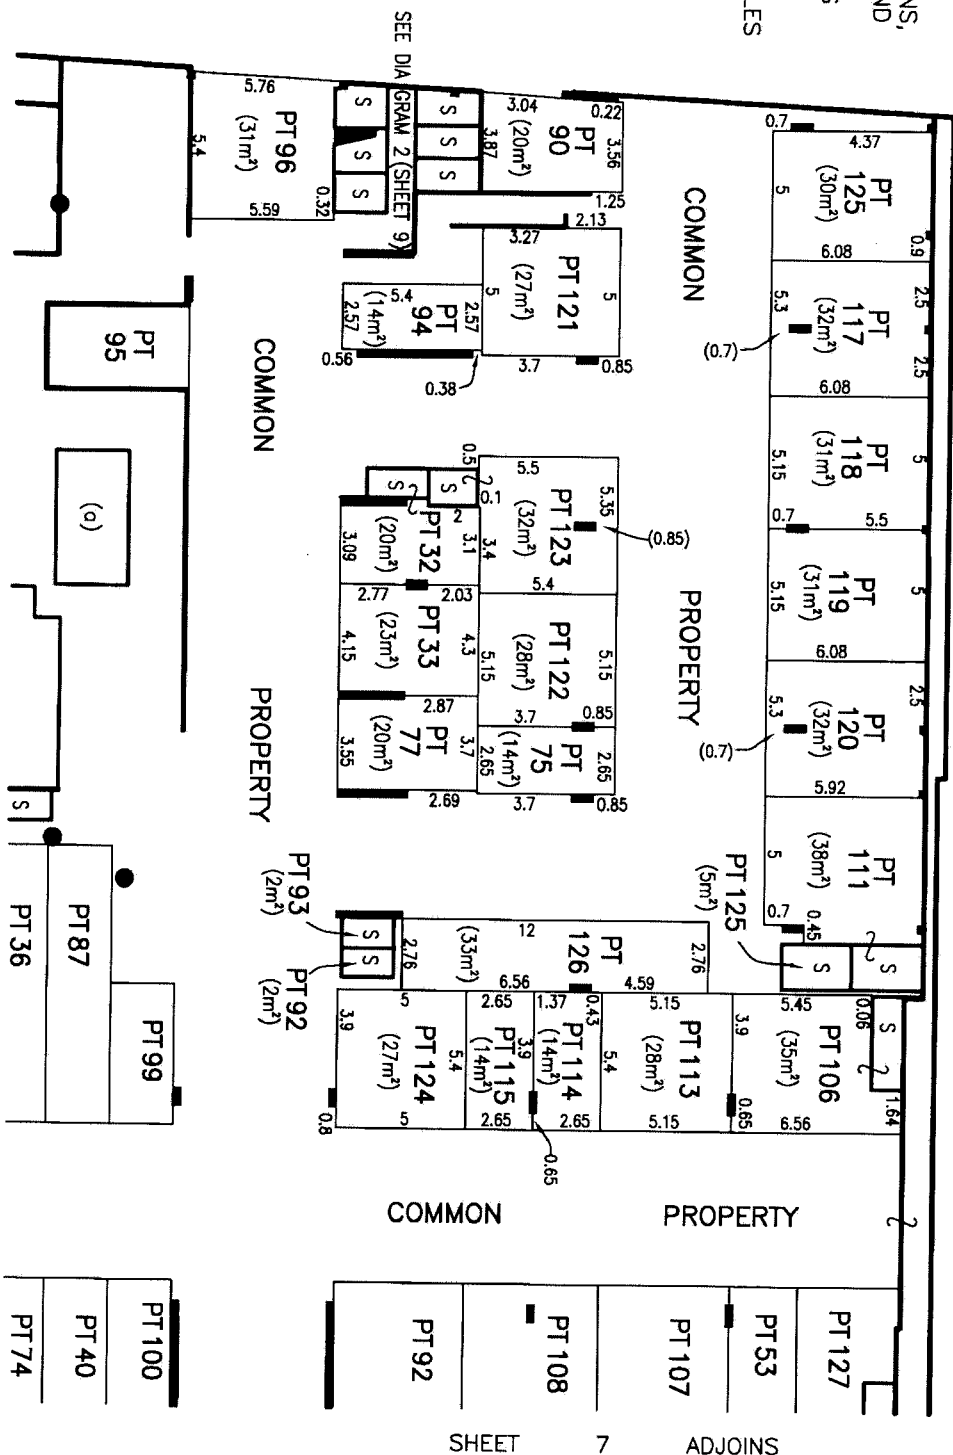 NS,
ND
S
LES
SEE DIAGRAM 2 (SHEET 9)
5.76
PT 96
(31m²)
5.4
5.59
0.32
S
S
S
S
S
S
3.04
0.22
PT
90
(20m²)
3.87
3.56
1.25
2.13
3.27
PT 121
(27m²)
5
5
3.7
0.85
5.4
PT
94
(14m²)
2.57
2.57
0.56
0.38
COMMON
PROPERTY
0.7
4.37
PT
125
(30m²)
5
0.9
6.08
PT
117
(32m²)
5.3
2.5
2.5
(0.7)
6.08
PT
118
(31m²)
5.15
5
0.7
5.5
PT
119
(31m²)
5.15
5
6.08
PT
120
(32m²)
5.3
2.5
(0.7)
5.92
PT
111
(38m²)
5
0.7
0.45
PT 125
(5m²)
S
S
PT
95
(a)
COMMON
PROPERTY
0.5
S
S
0.1
2
5.5
PT 123
(32m²)
5.35
(0.85)
3.4
5.4
PT 32
(20m²)
3.09
3.1
2.77
2.03
PT 33
(23m²)
4.15
4.3
2.87
PT
77
(20m²)
3.55
3.7
2.69
PT 122
(28m²)
5.15
5.15
3.7
0.85
PT
75
(14m²)
2.65
2.65
3.7
0.85
S
PT 36
PT 87
PT 99
PT 93
(2m²)
S
S
PT 92
(2m²)
12
PT
126
(33m²)
2.76
2.76
6.56
4.59
5
PT 124
(27m²)
3.9
5.4
5
0.8
2.65
PT 115
(14m²)
3.9
2.65
1.37
0.43
PT 114
(14m²)
5.4
2.65
0.65
5.15
PT 113
(28m²)
3.9
5.15
0.65
5.45
0.06
S
PT 106
(35m²)
1.64
6.56
COMMON PROPERTY
PT 74
PT 40
PT 100
PT 92
PT 108
PT 107
PT 53
PT 127
SHEET 7 ADJOINS